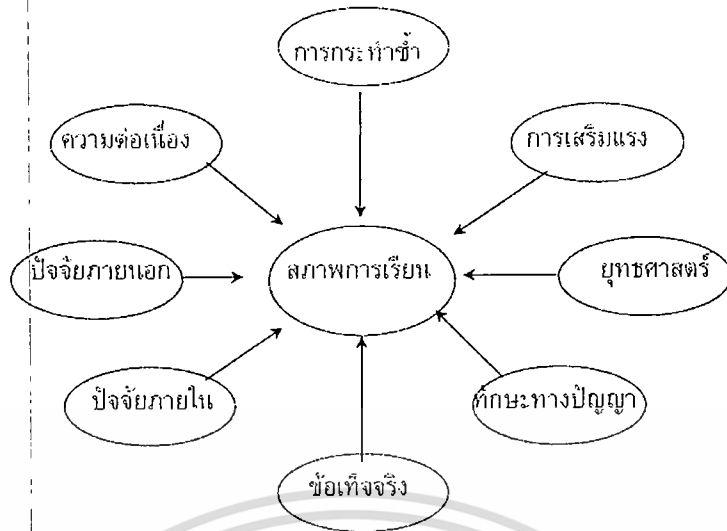 การกระทำซ้ำ
ความต่อเนื่อง
การเสริมแรง
ปัจจัยภายนอก
สภาพการเรียน
ยุทธศาสตร์
ปัจจัยภายใน
ทักษะทางปัญญา
ข้อเท็จจริง